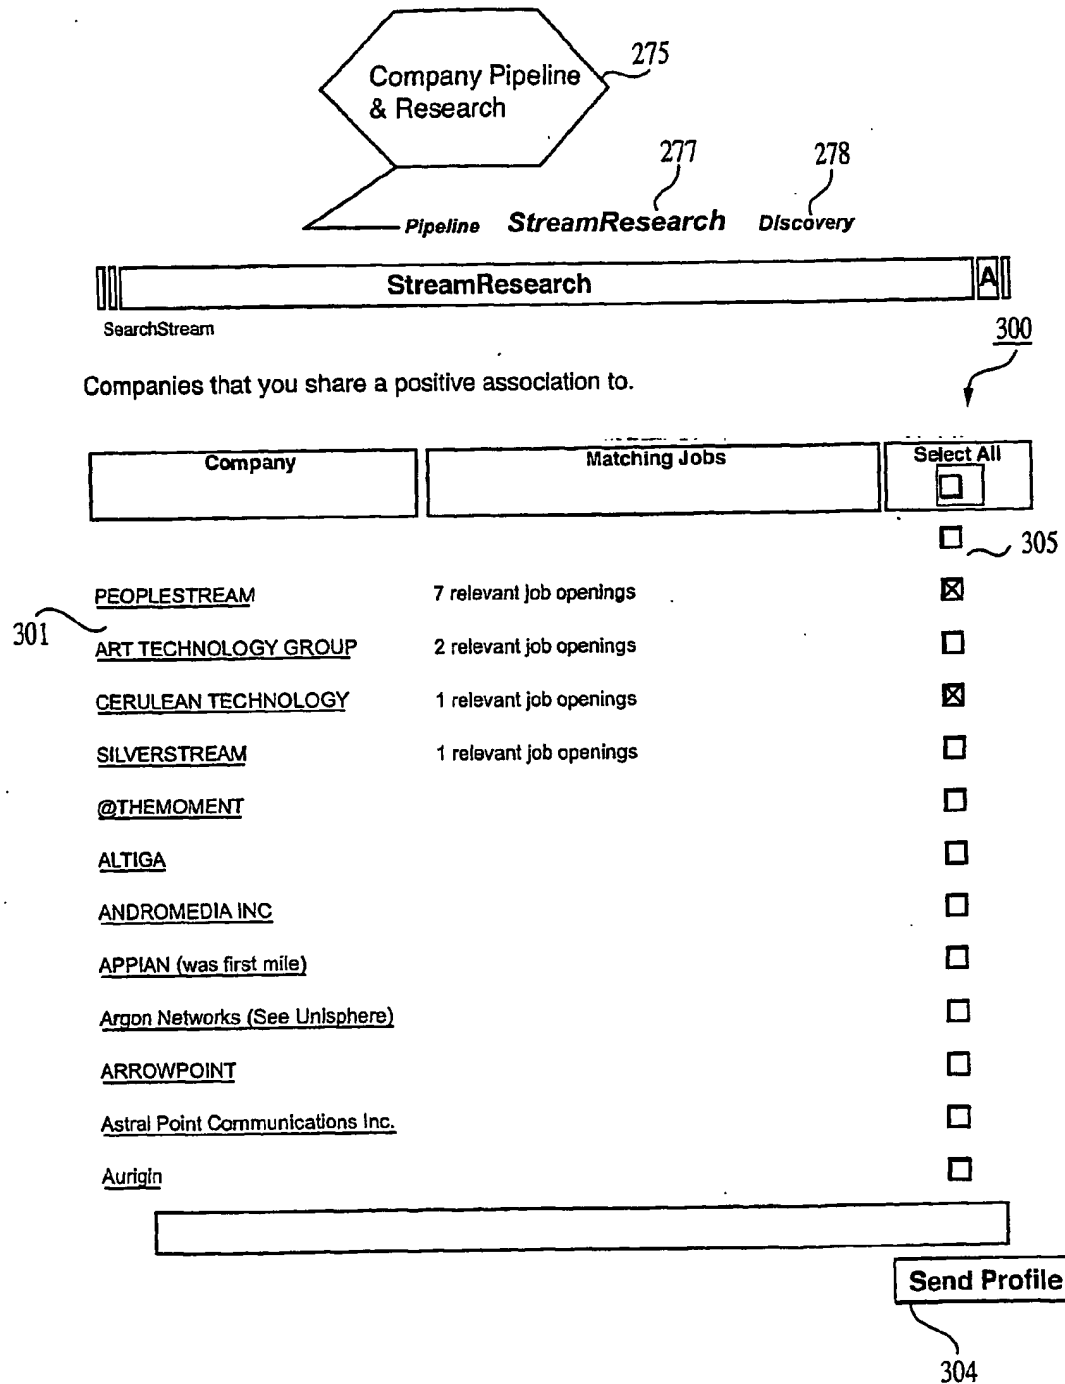 275
Company Pipeline
& Research
277
278
Pipeline StreamResearch Discovery
StreamResearch A
SearchStream
300
Companies that you share a positive association to.
Company Matching Jobs Select All
305
PEOPLESTREAM 7 relevant job openings
301
ART TECHNOLOGY GROUP 2 relevant job openings
CERULEAN TECHNOLOGY 1 relevant job openings
SILVERSTREAM 1 relevant job openings
@THEMOMENT
ALTIGA
ANDROMEDIA INC
APPIAN (was first mile)
Argon Networks (See Unisphere)
ARROWPOINT
Astral Point Communications Inc.
Aurigin
Send Profile
304